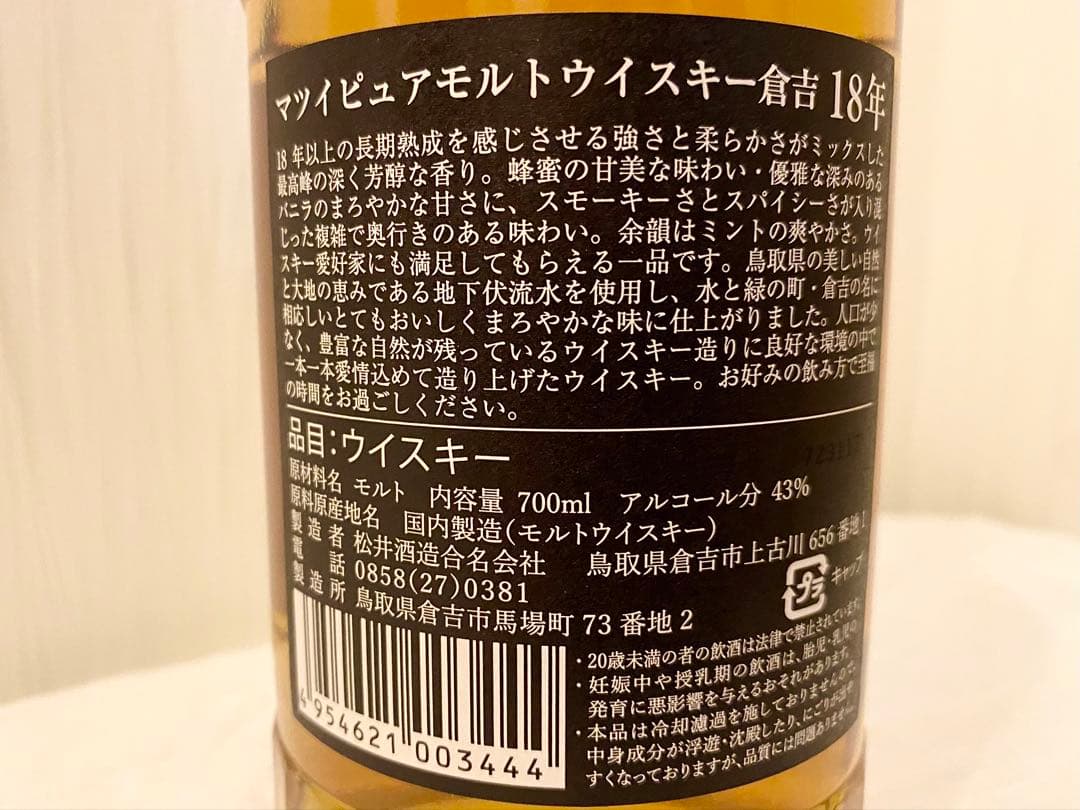 マツイピュアモルトウイスキー倉吉 18年
18 年以上の長期熟成を感じさせる強さと柔らかさがミックスした
最高峰の深く芳醇な香り。蜂蜜の甘美な味わい・優雅な深みのある
バニラのまろやかな甘さに、スモーキーさとスパイシーさが入り混
じった複雑で奥行きのある味わい。余韻はミントの爽やかさ。ウイ
スキー愛好家にも満足してもらえる一品です。鳥取県の美しい自然
と大地の恵みである地下伏流水を使用し、水と緑の町・倉吉の名に
相応しいとてもおいしくまろやかな味に仕上がりました。人口が少
なく、豊富な自然が残っているウイスキー造りに良好な環境の中で
一本一本愛情込めて造り上げたウイスキー。お好みの飲み方で至福
の時間をお過ごしください。
品目:ウイスキー
原材料名 モルト 内容量 700ml アルコール分 43%
原料原産地名 国内製造(モルトウイスキー)
製造者 松井酒造合名会社 鳥取県倉吉市上古川 656 番地 1
電話 0858(27)0381
製造所 鳥取県倉吉市馬場町 73 番地 2
プラ キャップ
・20歳未満の者の飲酒は法律で禁止されています。
・妊娠中や授乳期の飲酒は、胎児・乳児の
発育に悪影響を与えるおそれがあります。
・本品は冷却濾過を施しておりませんので、
中身成分が浮遊・沈殿したり、にごりが出や
すくなっておりますが、品質には問題ありません。
4 954621 003444